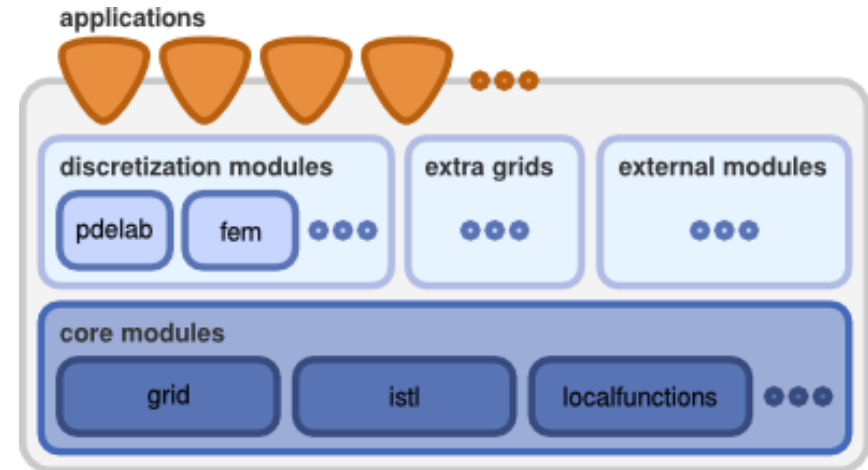 applications
discretization modules
extra grids
external modules
pdelab
fem
core modules
grid
istl
localfunctions